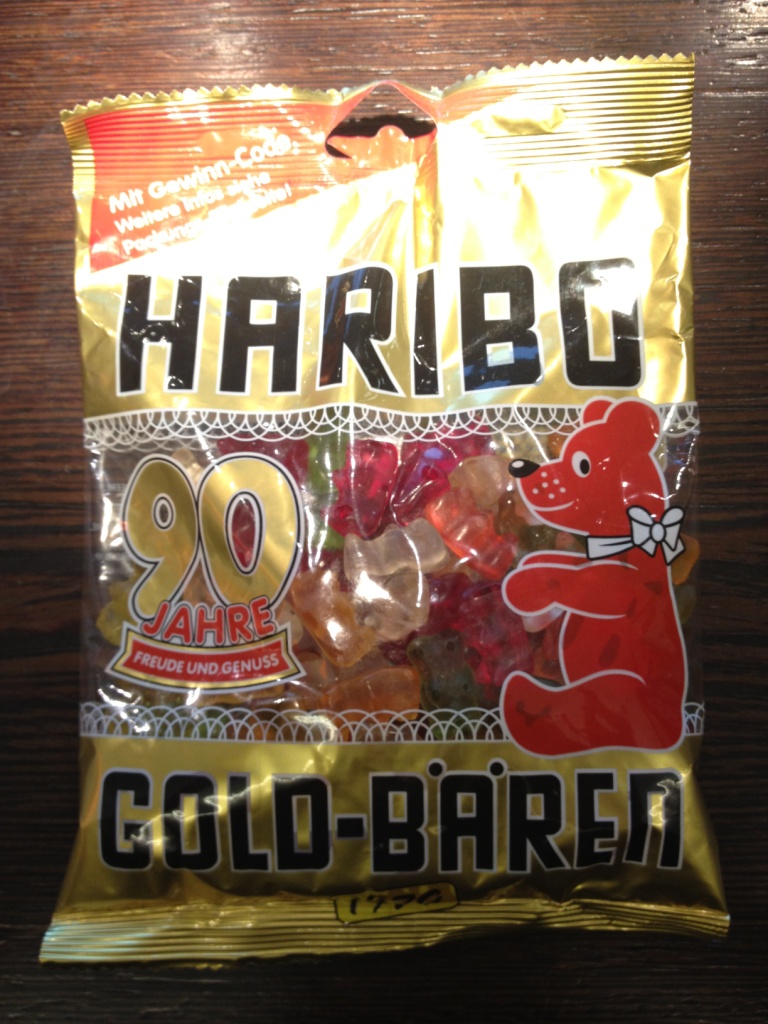 Mit Gewinn-Code.
Weitere Infos siehe
HARIBO
90
JAHRE
FREUDE UND GENUSS
GOLD-BÄREN